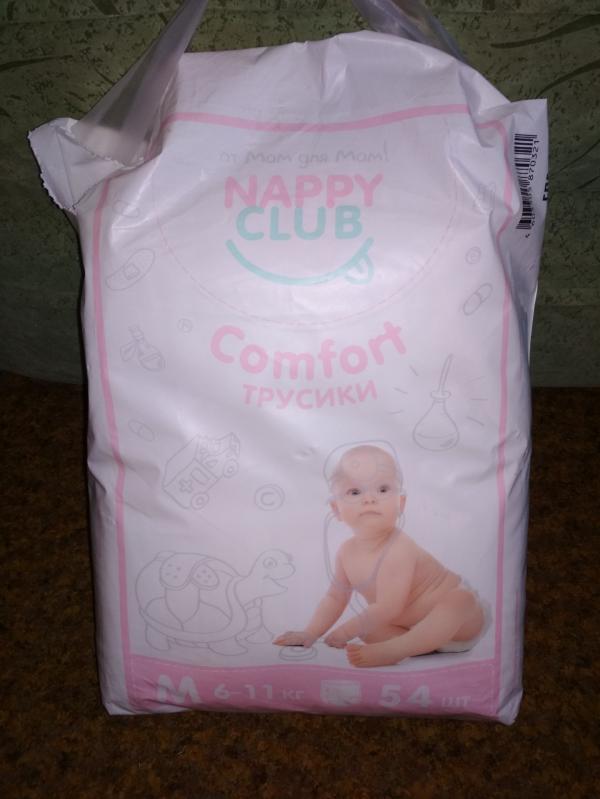 от Мам для Мам!
NAPPY
CLUB
Comfort
ТРУСИКИ
M 6-11 кг 54 шт